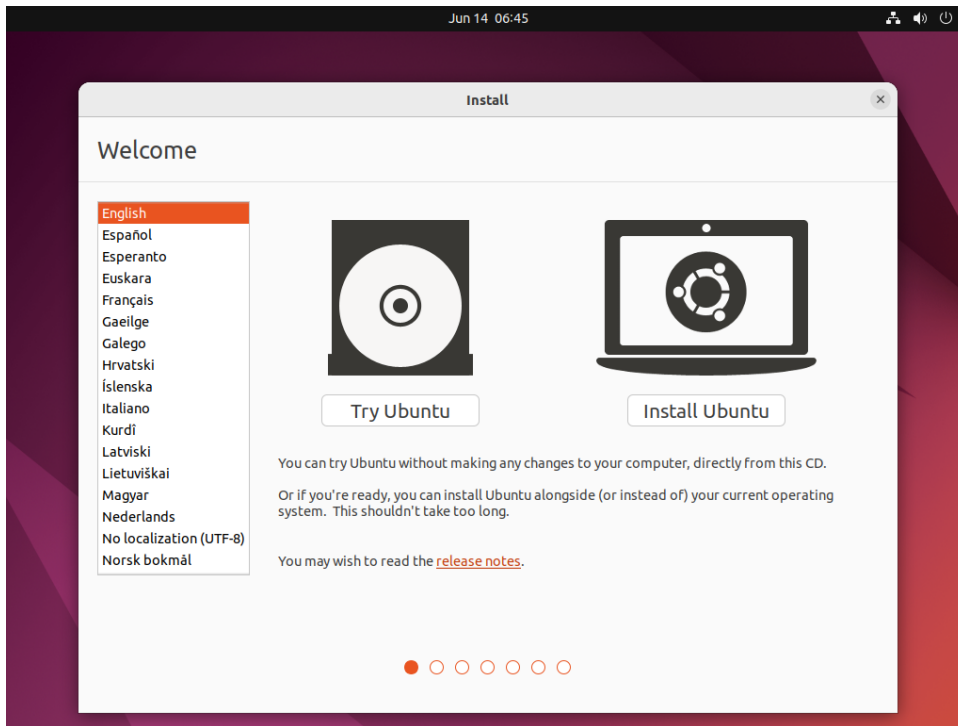 Jun 14 06:45
Install
Welcome
English
Español
Esperanto
Euskara
Français
Gaeilge
Galego
Hrvatski
Íslenska
Italiano
Kurdî
Latviski
Lietuviškai
Magyar
Nederlands
No localization (UTF-8)
Norsk bokmål
Try Ubuntu
Install Ubuntu
You can try Ubuntu without making any changes to your computer, directly from this CD.
Or if you're ready, you can install Ubuntu alongside (or instead of) your current operating
system. This shouldn't take too long.
You may wish to read the release notes.